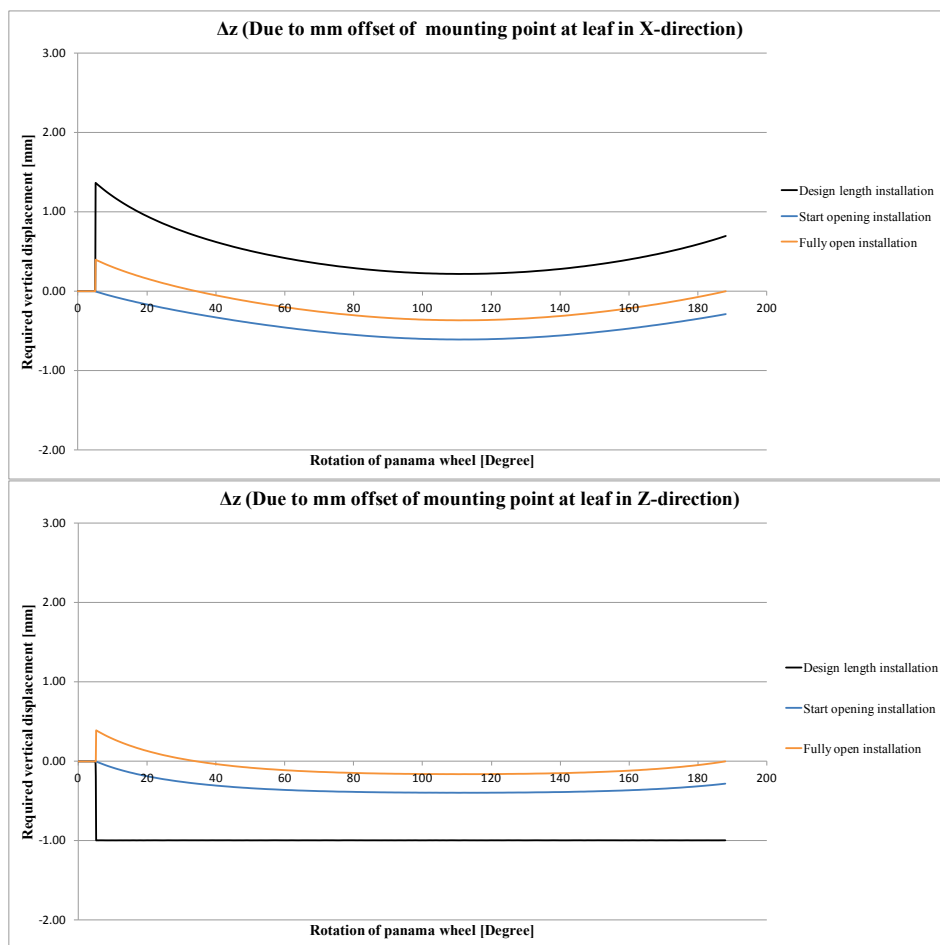 Δz (Due to mm offset of  mounting point at leaf in X-direction)
3.00
2.00
1.00
0.00
-1.00
-2.00
0 20 40 60 80 100 120 140 160 180 200
Required vertical displacement [mm]
Rotation of panama wheel [Degree]
Design length installation
Start opening installation
Fully open installation
Δz (Due to mm offset of mounting point at leaf in Z-direction)
3.00
2.00
1.00
0.00
-1.00
-2.00
0 20 40 60 80 100 120 140 160 180 200
Required vertical displacement [mm]
Rotation of panama wheel [Degree]
Design length installation
Start opening installation
Fully open installation